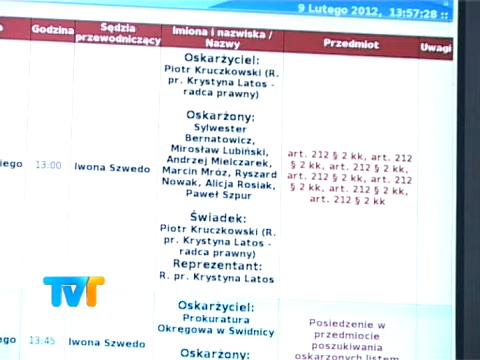 9 Lutego 2012, 13:57:28 ::
Godzina
Sędzia
przewodniczący
Imiona i nazwiska /
Nazwy
Przedmiot
Uwagi
iego
13:00
Iwona Szwedo
Oskarżyciel:
Piotr Kruczkowski (R.
pr. Krystyna Latos -
radca prawny)
Oskarżony:
Sylwester
Bernatowicz,
Mirosław Lubiński,
Andrzej Mielczarek,
Marcin Mróz, Ryszard
Nowak, Alicja Rosiak,
Paweł Szpur
Świadek:
Piotr Kruczkowski (R.
pr. Krystyna Latos -
radca prawny)
Reprezentant:
R. pr. Krystyna Latos
art. 212 § 2 kk, art. 212
§ 2 kk, art. 212 § 2 kk,
art. 212 § 2 kk, art. 212
§ 2 kk, art. 212 § 2 kk,
art. 212 § 2 kk
ego
13:45
Iwona Szwedo
Oskarżyciel:
Prokuratura
Okręgowa w Świdnicy
Oskarżony:
Posiedzenie w
przedmiocie
poszukiwania
oskarżonych listem
TVT